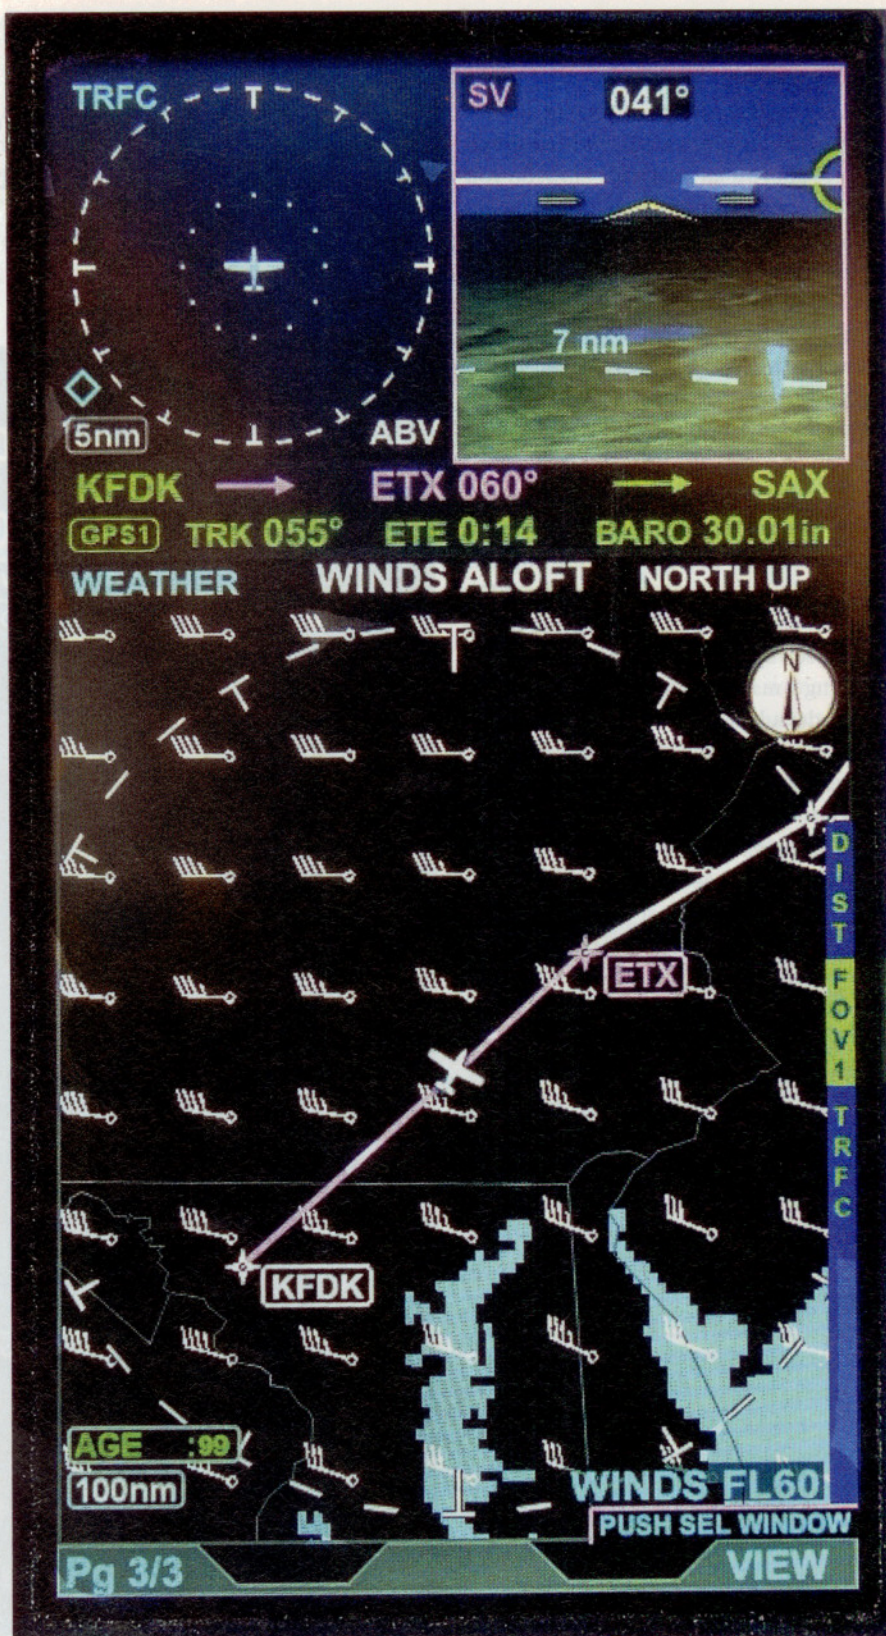 TRFC
SV 041°
7 nm
5nm ABV
KFDK ETX 060° SAX
GPS1 TRK 055° ETE 0:14 BARO 30.01in
WEATHER WINDS ALOFT NORTH UP
N
DIST
FOV1
TRFC
ETX
KFDK
AGE :99
100nm
WINDS FL60
PUSH SEL WINDOW
Pg 3/3 VIEW